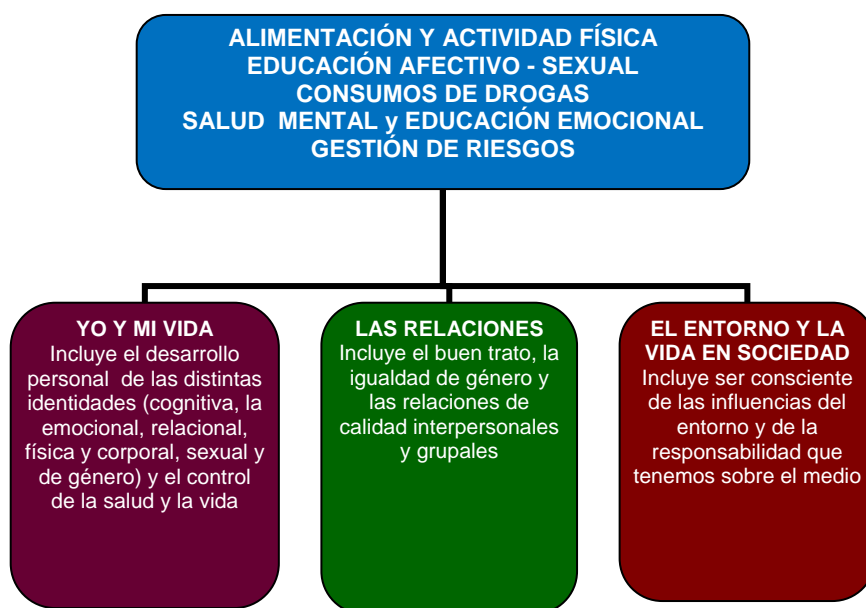 ALIMENTACIÓN Y ACTIVIDAD FÍSICA
EDUCACIÓN AFECTIVO - SEXUAL
CONSUMOS DE DROGAS
SALUD MENTAL y EDUCACIÓN EMOCIONAL
GESTIÓN DE RIESGOS
YO Y MI VIDA
Incluye el desarrollo
personal de las distintas
identidades (cognitiva, la
emocional, relacional,
física y corporal, sexual y
de género) y el control
de la salud y la vida
LAS RELACIONES
Incluye el buen trato, la
igualdad de género y
las relaciones de
calidad interpersonales
y grupales
EL ENTORNO Y LA
VIDA EN SOCIEDAD
Incluye ser consciente
de las influencias del
entorno y de la
responsabilidad que
tenemos sobre el medio